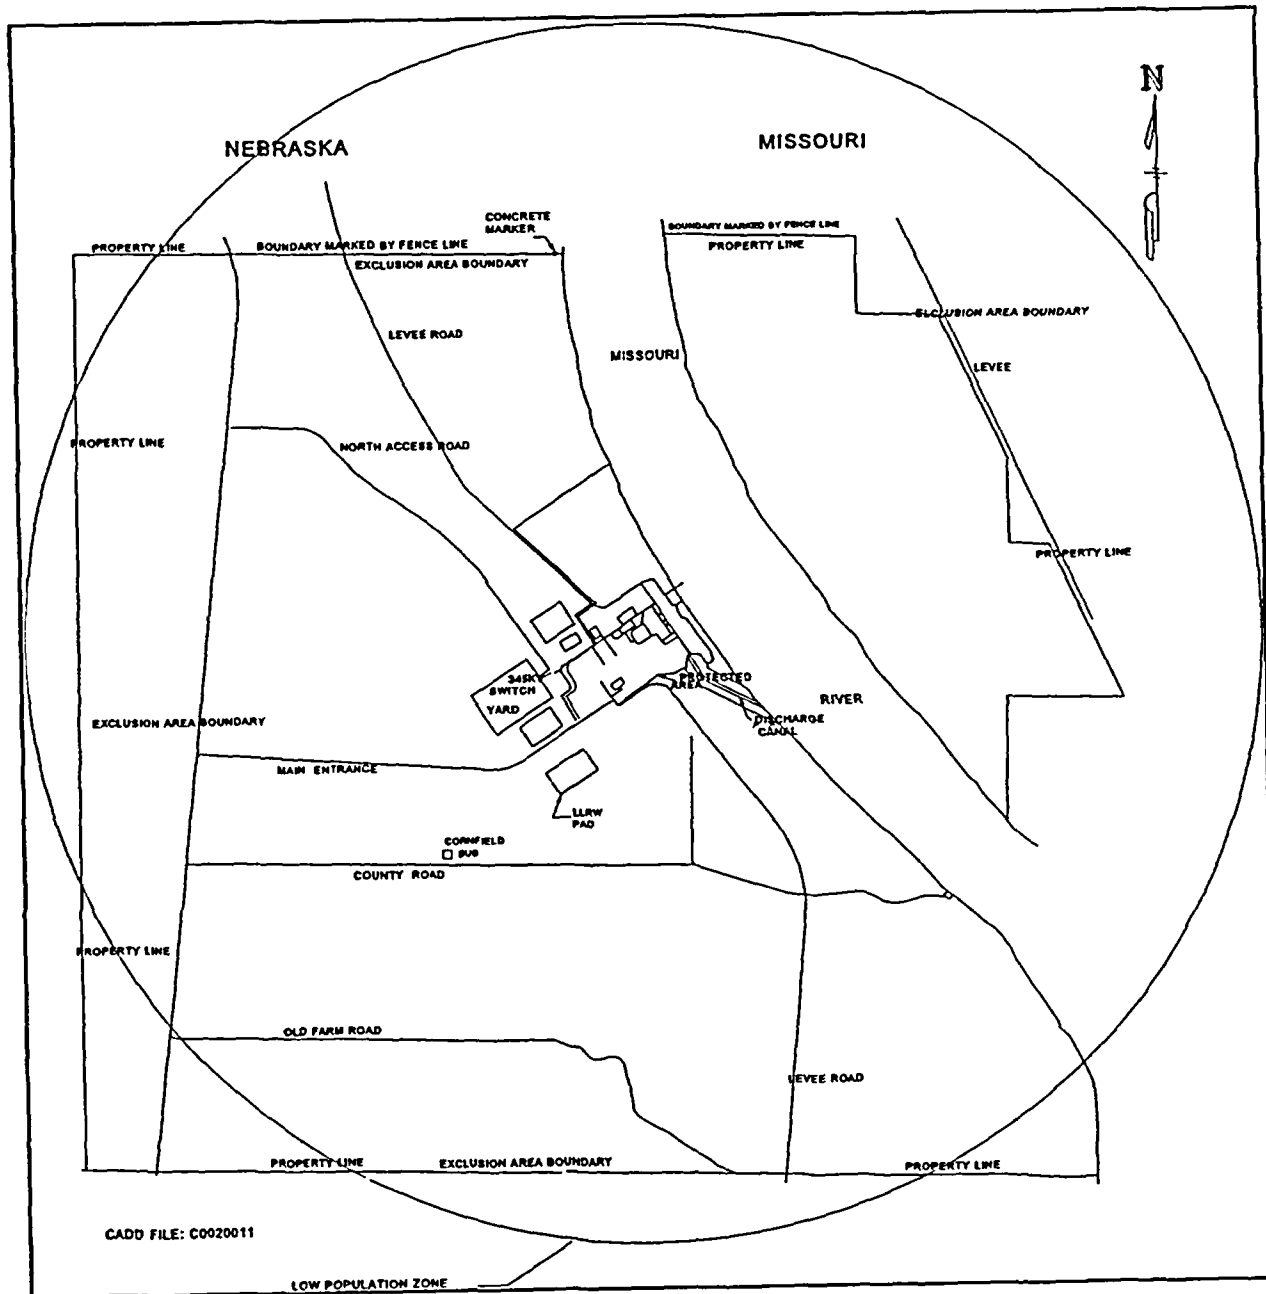 N
NEBRASKA
MISSOURI
CONCRETE
MARKER
BOUNDARY MARKED BY FENCE LINE
PROPERTY LINE
PROPERTY LINE
BOUNDARY MARKED BY FENCE LINE
EXCLUSION AREA BOUNDARY
ELCLUSION AREA BOUNDARY
LEVEE ROAD
MISSOURI
LEVEE
PROPERTY LINE
NORTH ACCESS ROAD
PROPERTY LINE
345KV
SWITCH
YARD
PROTECTED
AREA
RIVER
EXCLUSION AREA BOUNDARY
DISCHARGE
CANAL
MAIN ENTRANCE
LLRW
PAD
CORNFIELD
SUB
COUNTY ROAD
PROPERTY LINE
OLD FARM ROAD
LEVEE ROAD
PROPERTY LINE
EXCLUSION AREA BOUNDARY
PROPERTY LINE
CADD FILE: C0020011
LOW POPULATION ZONE